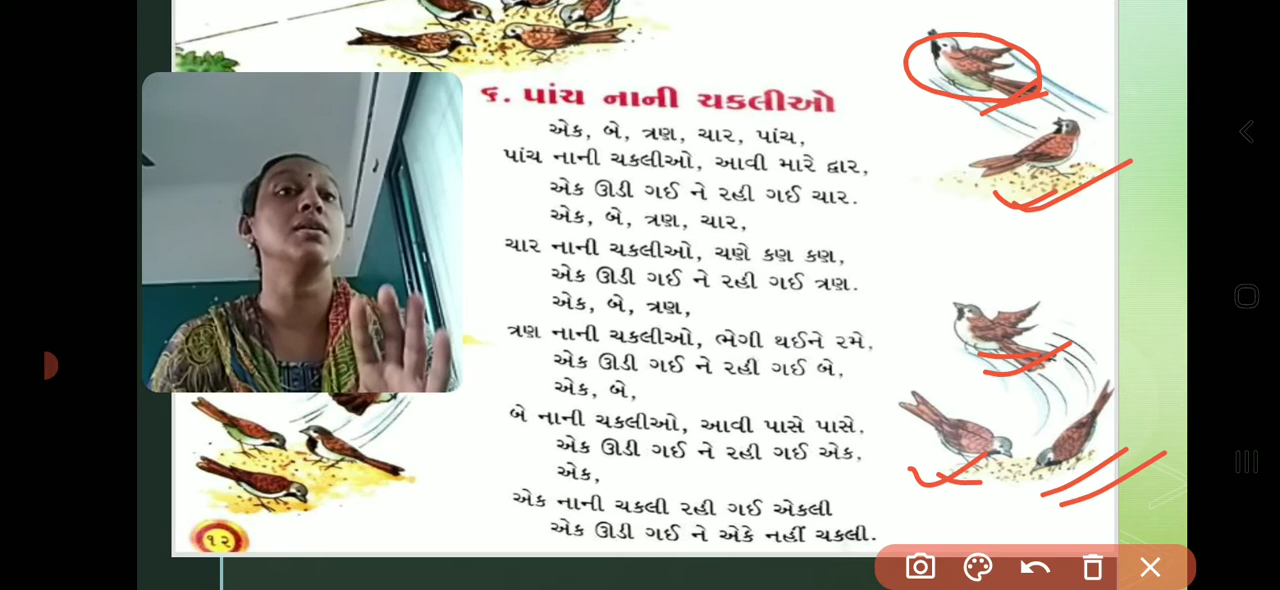 ૬. પાંચ નાની ચકલીઓ
એક, બે, ત્રણ, ચાર, પાંચ,
પાંચ નાની ચકલીઓ, આવી મારે દ્વાર,
એક ઊડી ગઈ ને રહી ગઈ ચાર.
એક, બે, ત્રણ, ચાર,
ચાર નાની ચકલીઓ, ચણે કણ કણ,
એક ઊડી ગઈ ને રહી ગઈ ત્રણ.
એક, બે, ત્રણ,
ત્રણ નાની ચકલીઓ, ભેગી થઈને રમે,
એક ઊડી ગઈ ને રહી ગઈ બે,
એક, બે,
બે નાની ચકલીઓ, આવી પાસે પાસે,
એક ઊડી ગઈ ને રહી ગઈ એક,
એક,
એક નાની ચકલી રહી ગઈ એકલી
એક ઊડી ગઈ ને એકે નહીં ચકલી.
૧૨